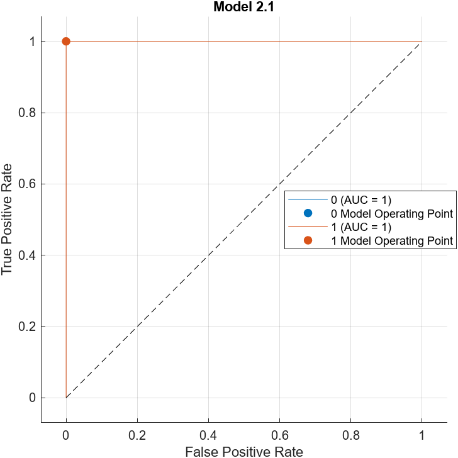 Model 2.1
1
0.8
0.6
0.4
0.2
0
True Positive Rate
0 (AUC = 1)
0 Model Operating Point
1 (AUC = 1)
1 Model Operating Point
0 0.2 0.4 0.6 0.8 1
False Positive Rate